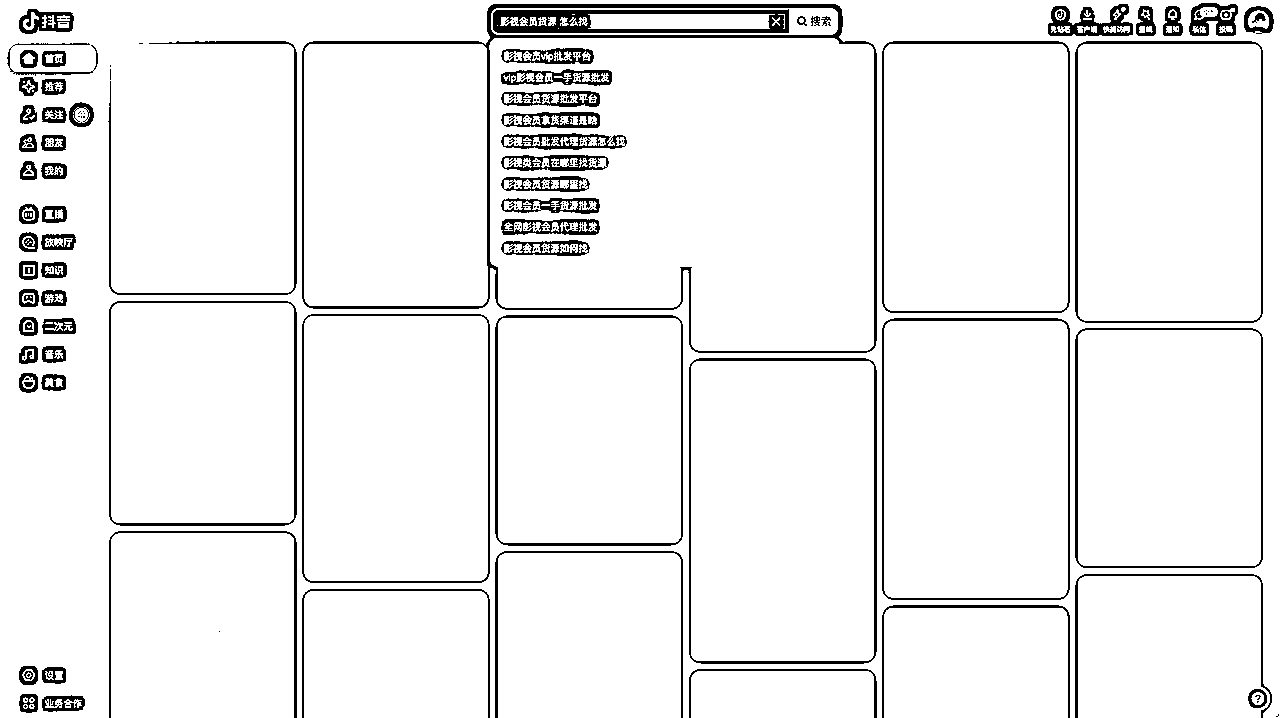 抖音
影视会员货源 怎么找
搜索
首页
推荐
关注
朋友
我的
直播
放映厅
知识
游戏
二次元
音乐
美食
设置
业务合作
影视会员vip批发平台
vip影视会员一手货源批发
影视会员货源批发平台
影视会员拿货渠道是啥
影视会员批发代理货源怎么找
影视类会员在哪里找货源
影视会员货源哪里找
影视会员一手货源批发
全网影视会员代理批发
影视会员货源如何找
客户端
通知
私信
投稿